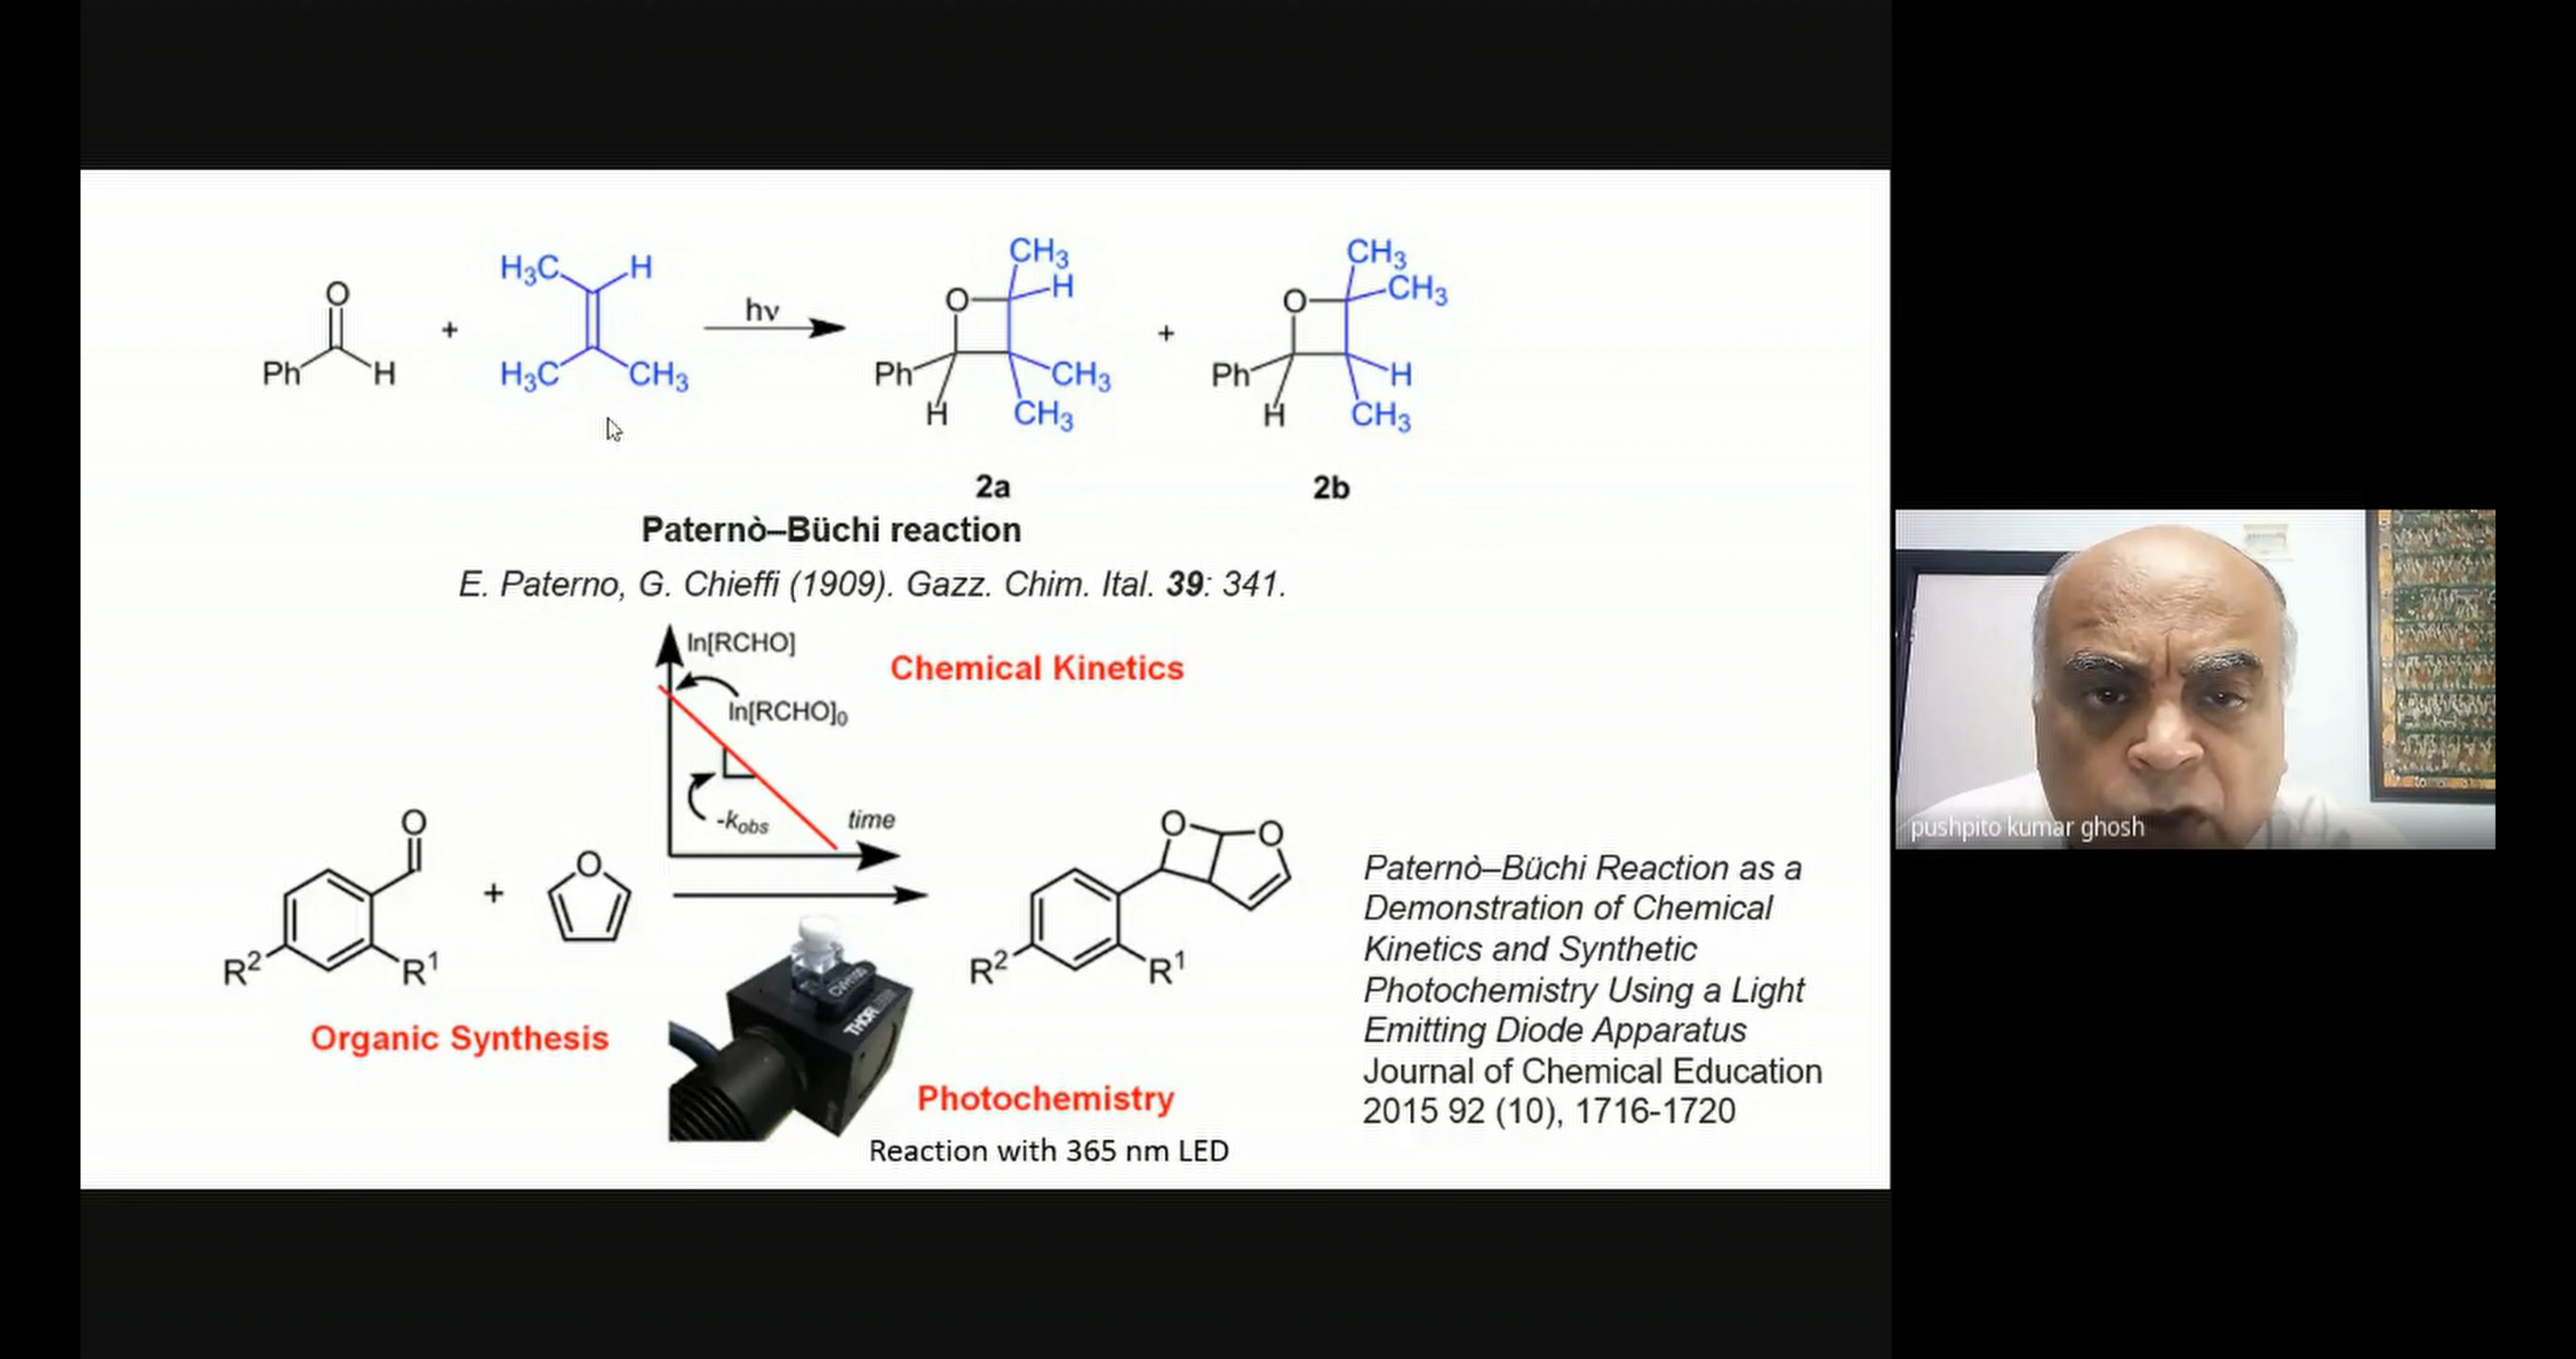 O
Ph
H
+
H₃C
H
H₃C
CH₃
hν
O
CH₃
H
Ph
H
CH₃
CH₃
2a
+
O
CH₃
CH₃
Ph
H
H
CH₃
2b
Paternò–Büchi reaction
E. Paterno, G. Chieffi (1909). Gazz. Chim. Ital. 39: 341.
ln[RCHO]
ln[RCHO]₀
-kobs
time
Chemical Kinetics
O
R²
R¹
+
O
Organic Synthesis
THOR
Photochemistry
Reaction with 365 nm LED
O
O
R²
R¹
Paternò–Büchi Reaction as a
Demonstration of Chemical
Kinetics and Synthetic
Photochemistry Using a Light
Emitting Diode Apparatus
Journal of Chemical Education
2015 92 (10), 1716-1720
pushpito kumar ghosh